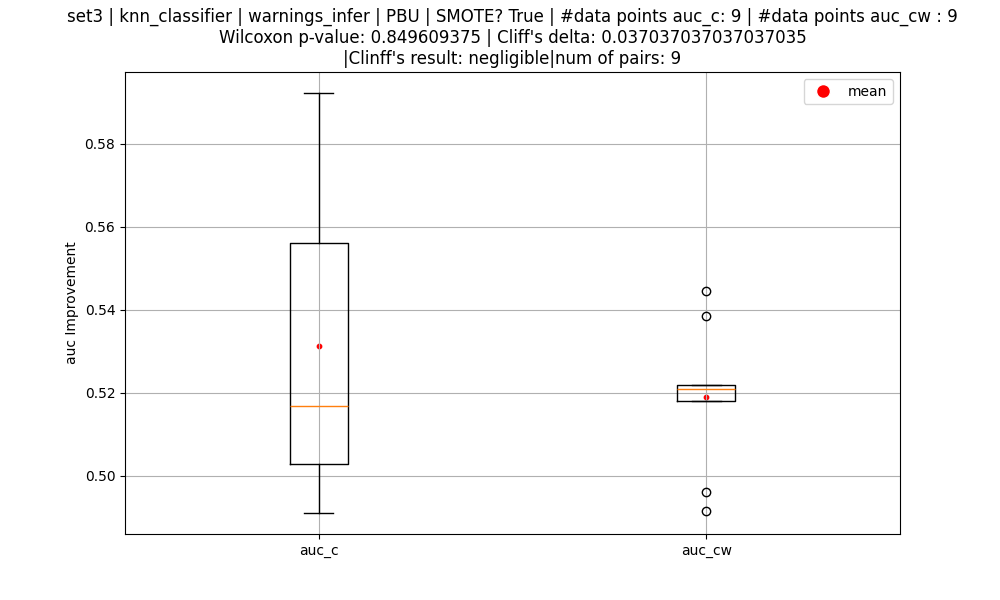 set3 | knn_classifier | warnings_infer | PBU | SMOTE? True | #data points auc_c: 9 | #data points auc_cw : 9
Wilcoxon p-value: 0.849609375 | Cliff's delta: 0.037037037037037035
|Clinff's result: negligible|num of pairs: 9
mean
0.58
0.56
0.54
0.52
0.50
auc Improvement
auc_c
auc_cw